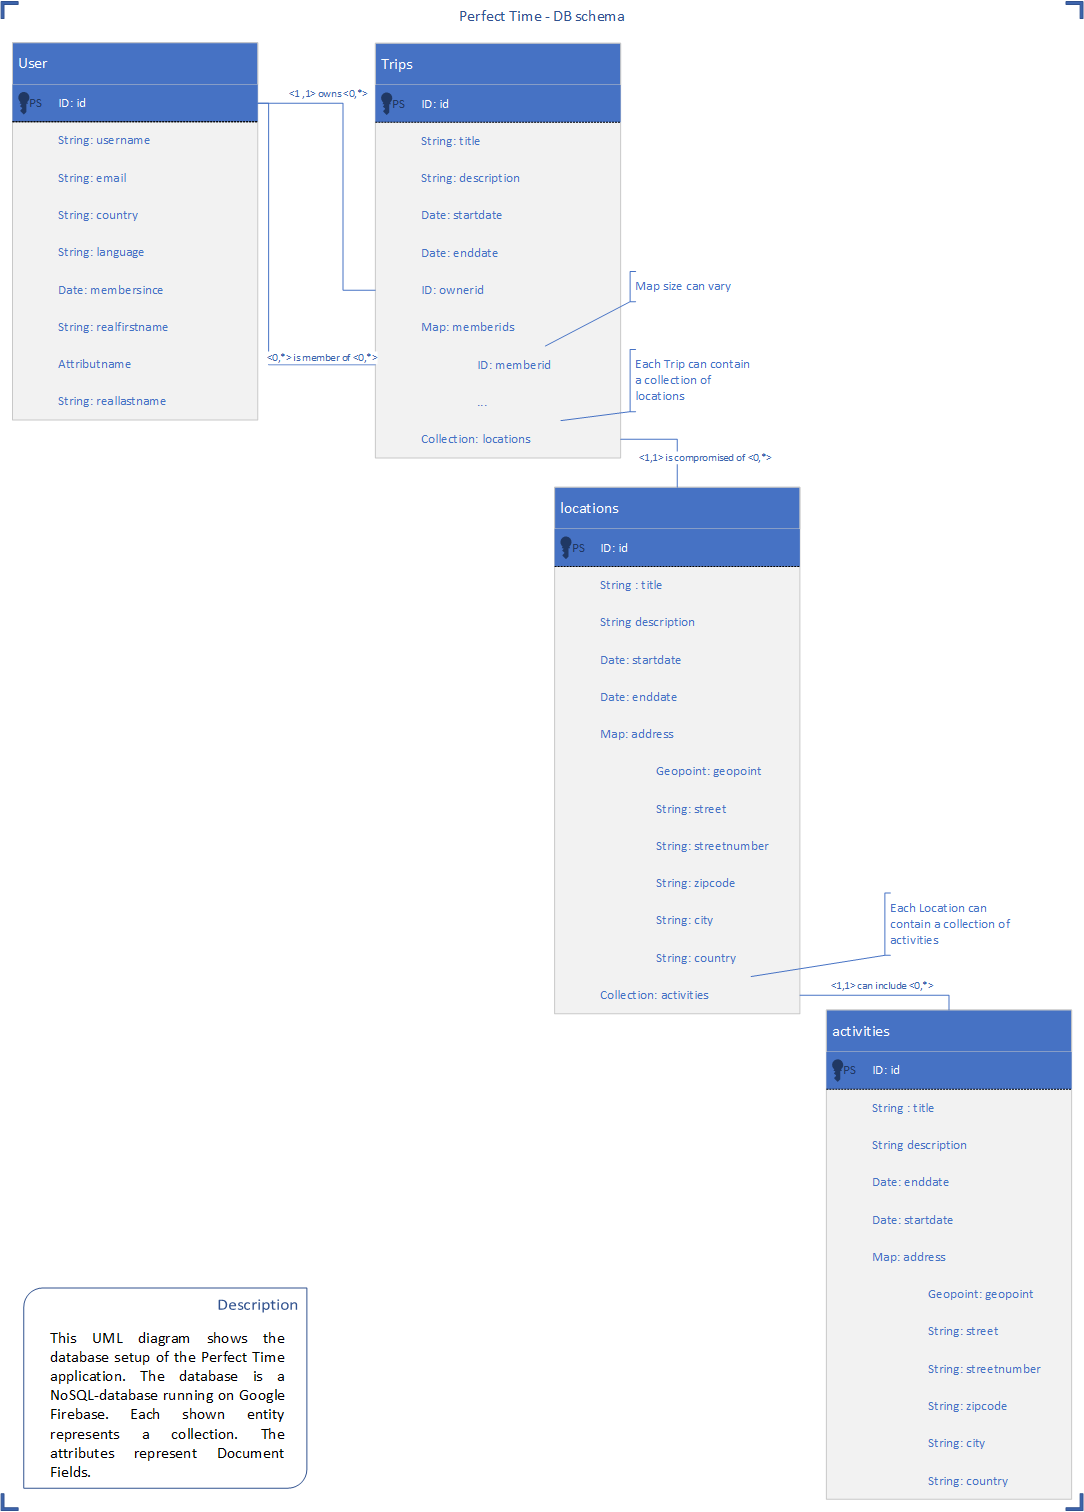 Perfect Time - DB schema
User
PS ID: id
String: username
String: email
String: country
String: language
Date: membersince
String: realfirstname
Attributname
String: reallastname
<1 ,1> owns <0,*>
<0,*> is member of <0,*>
Trips
PS ID: id
String: title
String: description
Date: startdate
Date: enddate
ID: ownerid
Map: memberids
ID: memberid
...
Collection: locations
Map size can vary
Each Trip can contain
a collection of
locations
<1,1> is compromised of <0,*>
locations
PS ID: id
String : title
String description
Date: startdate
Date: enddate
Map: address
Geopoint: geopoint
String: street
String: streetnumber
String: zipcode
String: city
String: country
Collection: activities
Each Location can
contain a collection of
activities
<1,1> can include <0,*>
activities
PS ID: id
String : title
String description
Date: enddate
Date: startdate
Map: address
Geopoint: geopoint
String: street
String: streetnumber
String: zipcode
String: city
String: country
Description
This UML diagram shows the
database setup of the Perfect Time
application. The database is a
NoSQL-database running on Google
Firebase. Each shown entity
represents a collection. The
attributes represent Document
Fields.